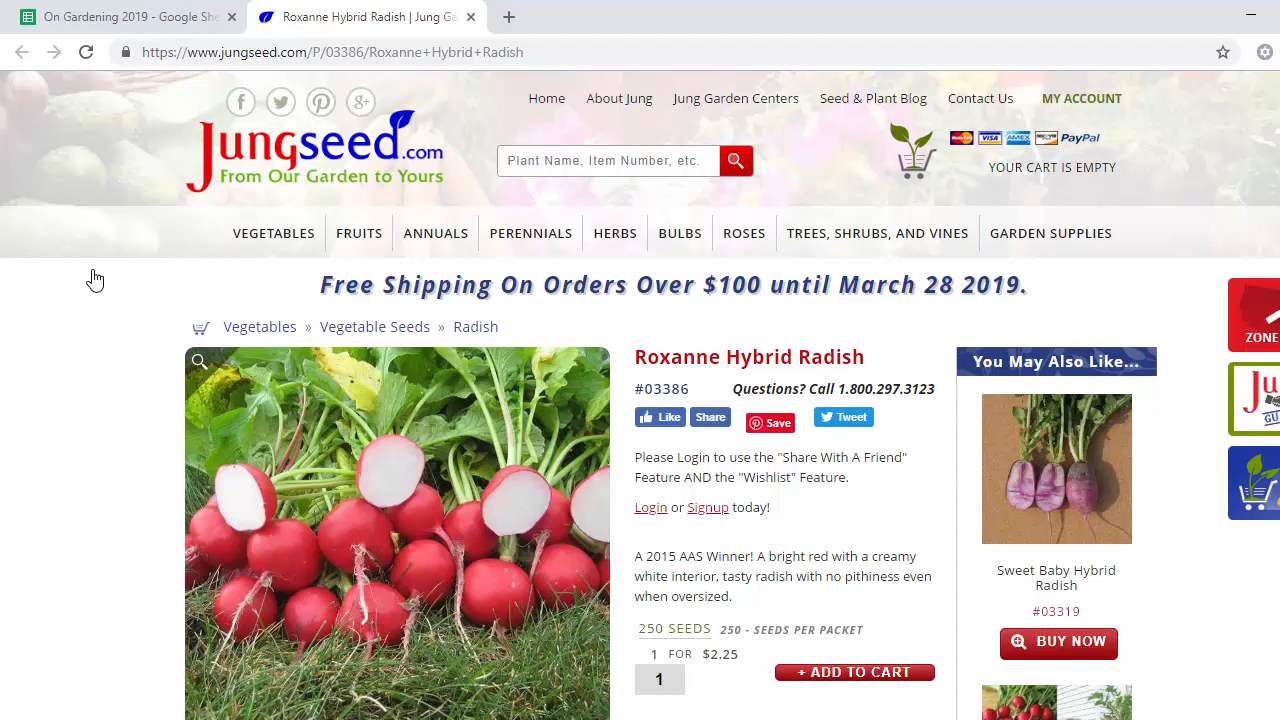 On Gardening 2019 - Google She
Roxanne Hybrid Radish | Jung Ga
https://www.jungseed.com/P/03386/Roxanne+Hybrid+Radish
Home
About Jung
Jung Garden Centers
Seed & Plant Blog
Contact Us
MY ACCOUNT
Jungseed.com
From Our Garden to Yours
Plant Name, Item Number, etc.
MasterCard VISA AMEX DISCOVER PayPal
YOUR CART IS EMPTY
VEGETABLES
FRUITS
ANNUALS
PERENNIALS
HERBS
BULBS
ROSES
TREES, SHRUBS, AND VINES
GARDEN SUPPLIES
Free Shipping On Orders Over $100 until March 28 2019.
Vegetables » Vegetable Seeds » Radish
Roxanne Hybrid Radish
#03386
Questions? Call 1.800.297.3123
Like
Share
Save
Tweet
Please Login to use the "Share With A Friend"
Feature AND the "Wishlist" Feature.
Login or Signup today!
A 2015 AAS Winner! A bright red with a creamy
white interior, tasty radish with no pithiness even
when oversized.
250 SEEDS 250 - SEEDS PER PACKET
1 FOR $2.25
1
+ ADD TO CART
You May Also Like...
Sweet Baby Hybrid
Radish
#03319
BUY NOW
ZONE